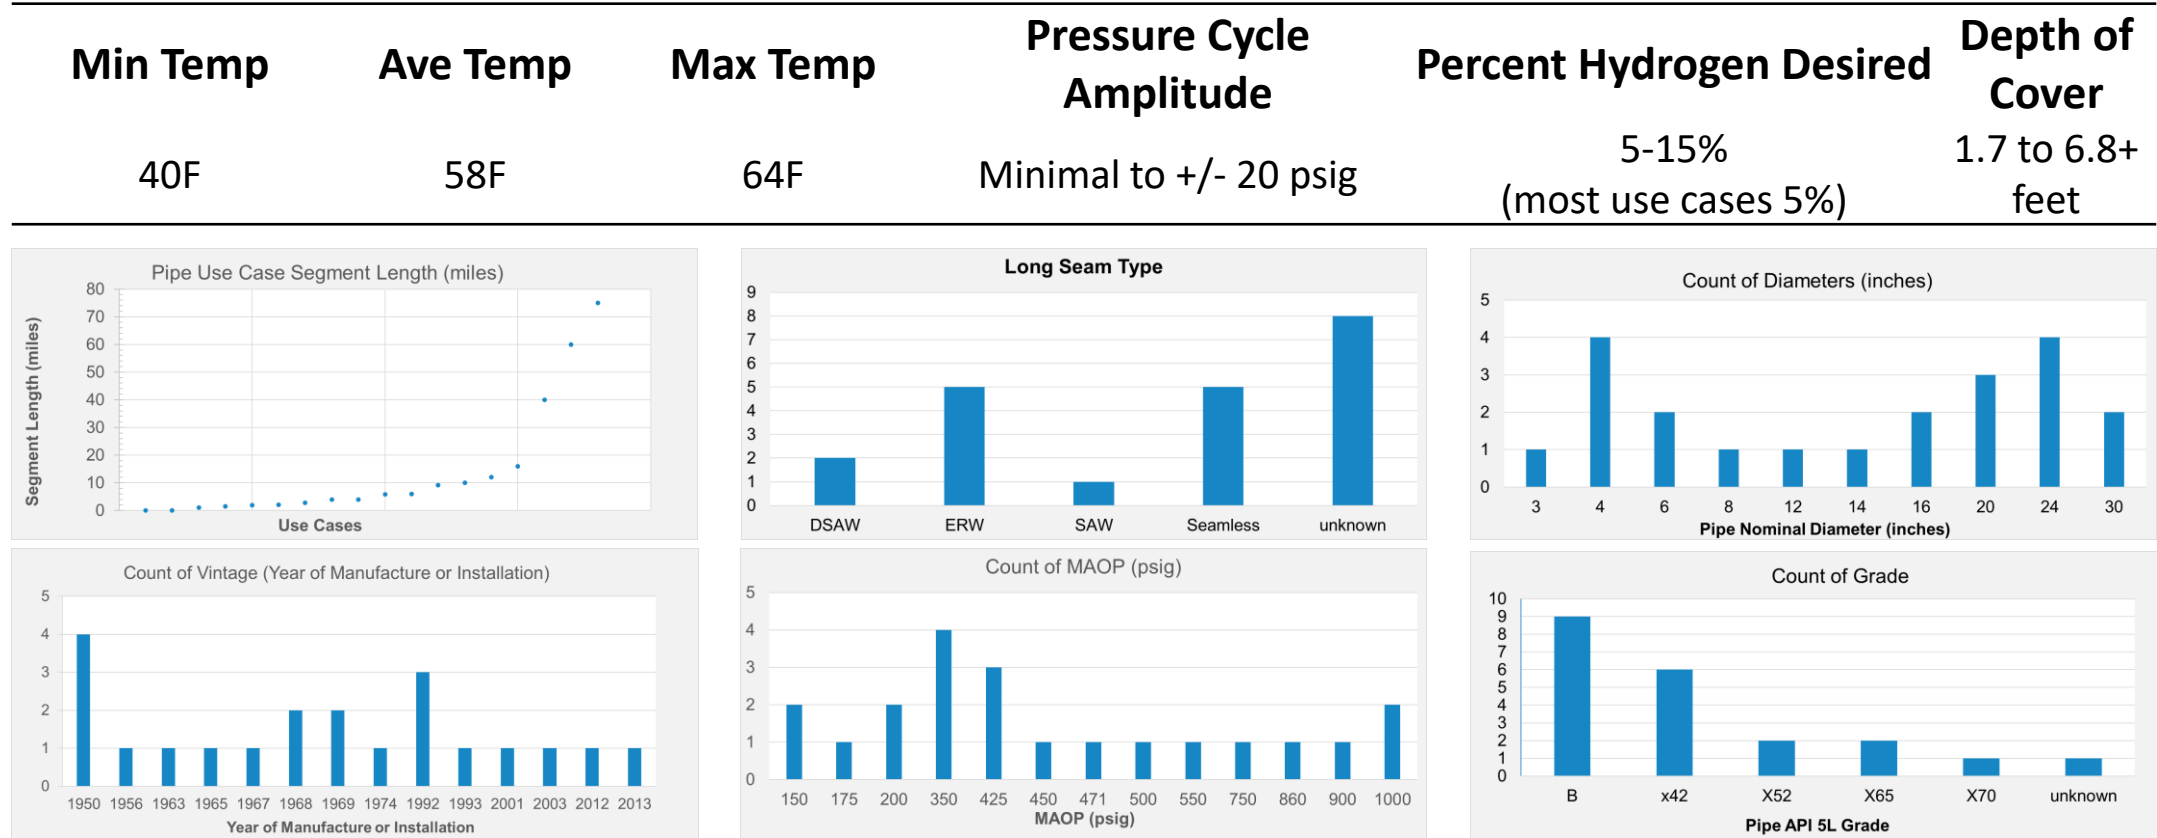 Min Temp
Ave Temp
Max Temp
Pressure Cycle
Amplitude
Percent Hydrogen Desired
Depth of
Cover
40F
58F
64F
Minimal to +/- 20 psig
5-15%
(most use cases 5%)
1.7 to 6.8+
feet
Pipe Use Case Segment Length (miles)
Segment Length (miles)
80
70
60
50
40
30
20
10
0
Use Cases
Long Seam Type
9
8
7
6
5
4
3
2
1
0
DSAW ERW SAW Seamless unknown
Count of Diameters (inches)
5
4
3
2
1
0
3 4 6 8 12 14 16 20 24 30
Pipe Nominal Diameter (inches)
Count of Vintage (Year of Manufacture or Installation)
5
4
3
2
1
0
1950 1956 1963 1965 1967 1968 1969 1974 1992 1993 2001 2003 2012 2013
Year of Manufacture or Installation
Count of MAOP (psig)
5
4
3
2
1
0
150 175 200 350 425 450 471 500 550 750 860 900 1000
MAOP (psig)
Count of Grade
10
9
8
7
6
5
4
3
2
1
0
B x42 X52 X65 X70 unknown
Pipe API 5L Grade